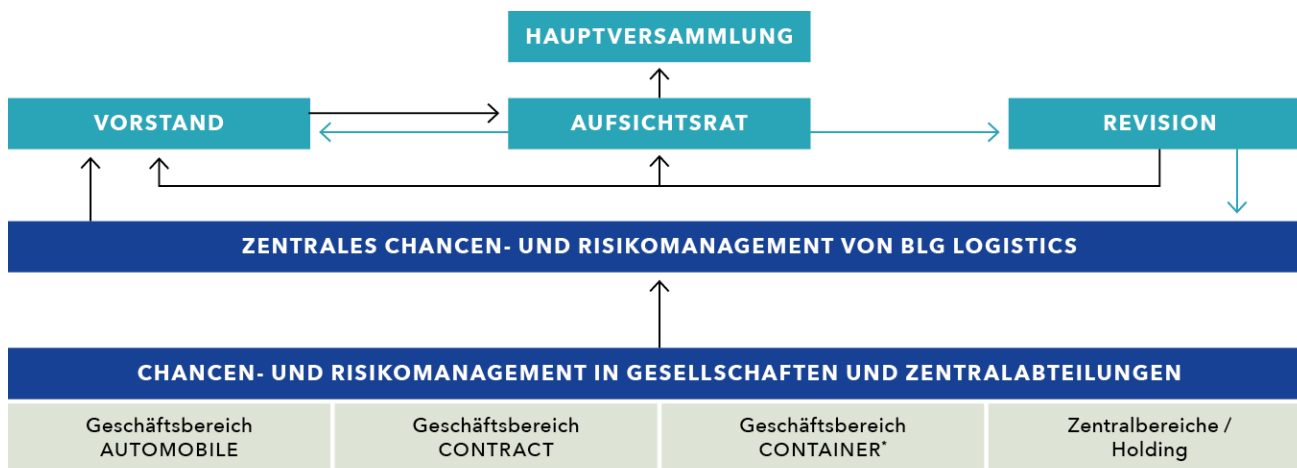 HAUPTVERSAMMLUNG
VORSTAND
AUFSICHTSRAT
REVISION
ZENTRALES CHANCEN- UND RISIKOMANAGEMENT VON BLG LOGISTICS
CHANCEN- UND RISIKOMANAGEMENT IN GESELLSCHAFTEN UND ZENTRALABTEILUNGEN
Geschäftsbereich
AUTOMOBILE
Geschäftsbereich
CONTRACT
Geschäftsbereich
CONTAINER*
Zentralbereiche /
Holding